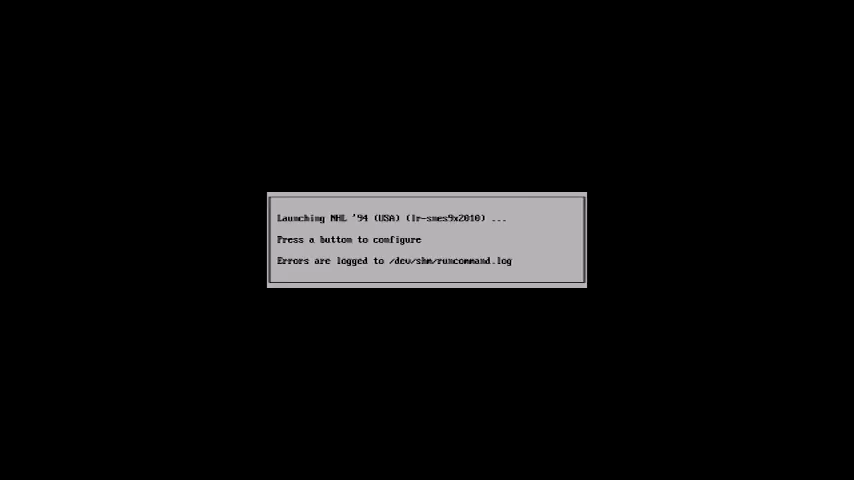 Launching NHL '94 (USA) (lr-snes9x2010) ...
Press a button to configure
Errors are logged to /dev/shm/runcommand.log